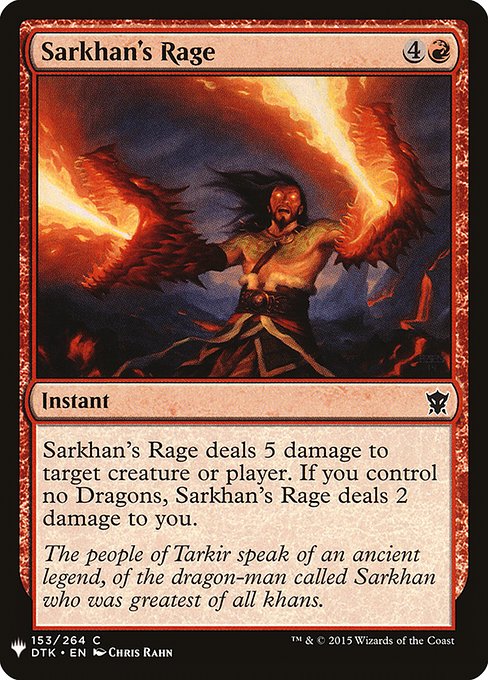 Sarkhan's Rage 4
Instant
Sarkhan's Rage deals 5 damage to
target creature or player. If you control
no Dragons, Sarkhan's Rage deals 2
damage to you.
The people of Tarkir speak of an ancient
legend, of the dragon-man called Sarkhan
who was greatest of all khans.
153/264 C
DTK • EN Chris Rahn
™ & © 2015 Wizards of the Coast